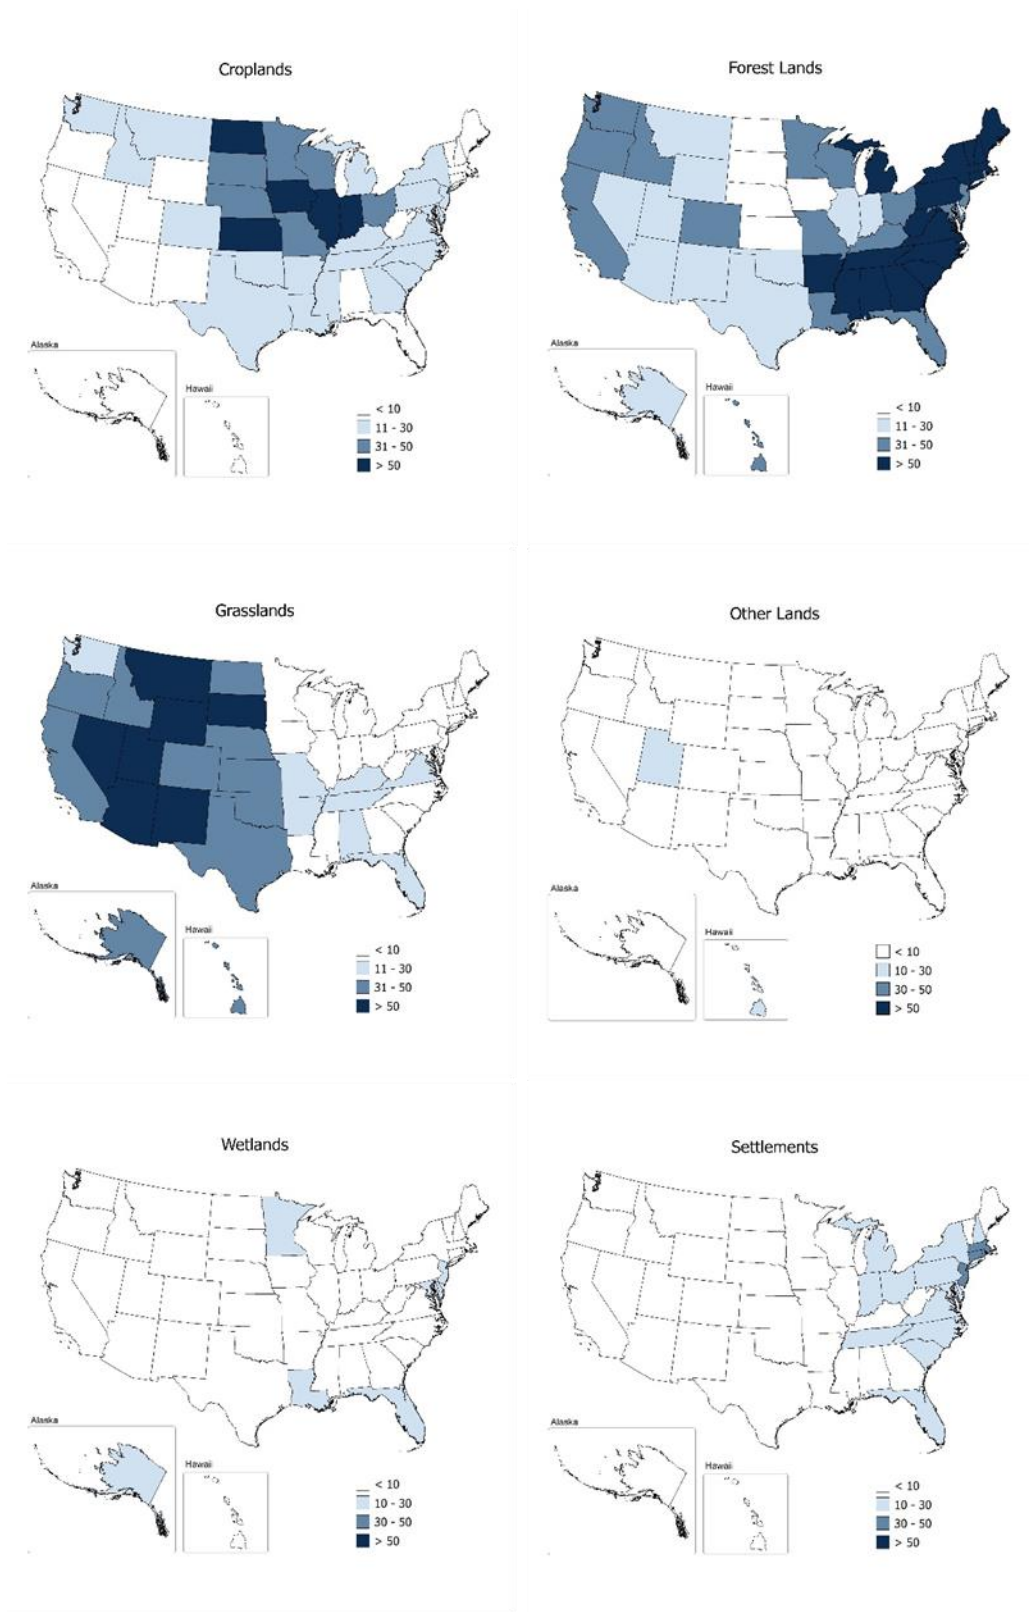 Croplands
Alaska
Hawaii
< 10
11 - 30
31 - 50
> 50
Forest Lands
Alaska
Hawaii
< 10
11 - 30
31 - 50
> 50
Grasslands
Alaska
Hawaii
< 10
11 - 30
31 - 50
> 50
Other Lands
Alaska
Hawaii
< 10
10 - 30
30 - 50
> 50
Wetlands
Alaska
Hawaii
< 10
10 - 30
30 - 50
> 50
Settlements
Alaska
Hawaii
< 10
10 - 30
30 - 50
> 50